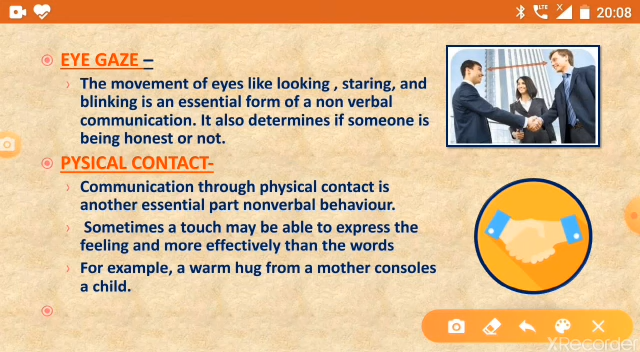 LTE
20:08
EYE GAZE –
The movement of eyes like looking , staring, and
blinking is an essential form of a non verbal
communication. It also determines if someone is
being honest or not.
PYSICAL CONTACT-
Communication through physical contact is
another essential part nonverbal behaviour.
Sometimes a touch may be able to express the
feeling and more effectively than the words
For example, a warm hug from a mother consoles
a child.
XRecorder